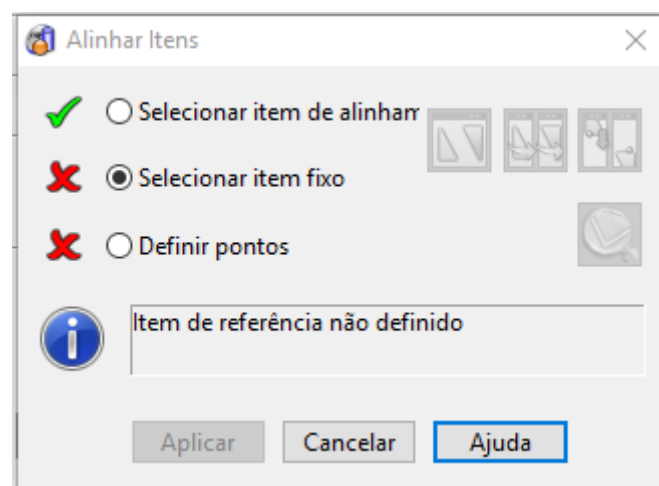 Alinhar Itens
Selecionar item de alinham
Selecionar item fixo
Definir pontos
Item de referência não definido
Aplicar
Cancelar
Ajuda